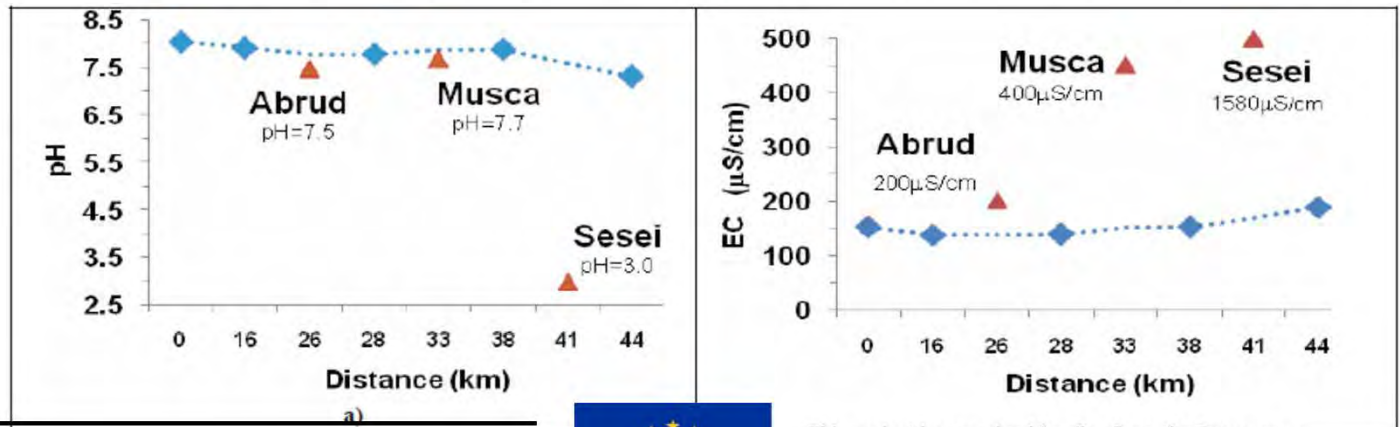 8.5
7.5
6.5
5.5
4.5
3.5
2.5
pH
Abrud
pH=7.5
Musca
pH=7.7
Sesei
pH=3.0
0 16 26 28 33 38 41 44
Distance (km)
a)
500
400
300
200
100
0
EC (µS/cm)
Musca
400µS/cm
Sesei
1580µS/cm
Abrud
200µS/cm
0 16 26 28 33 38 41 44
Distance (km)